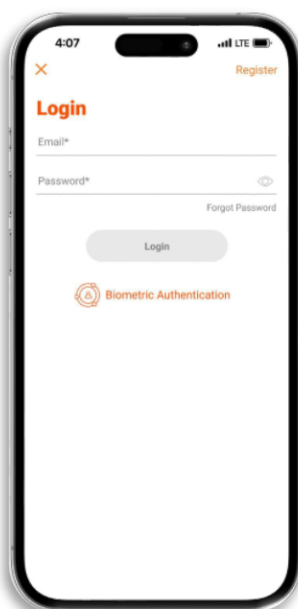 4:07 LTE
× Register
Login
Email*
Password*
Forgot Password
Login
Biometric Authentication